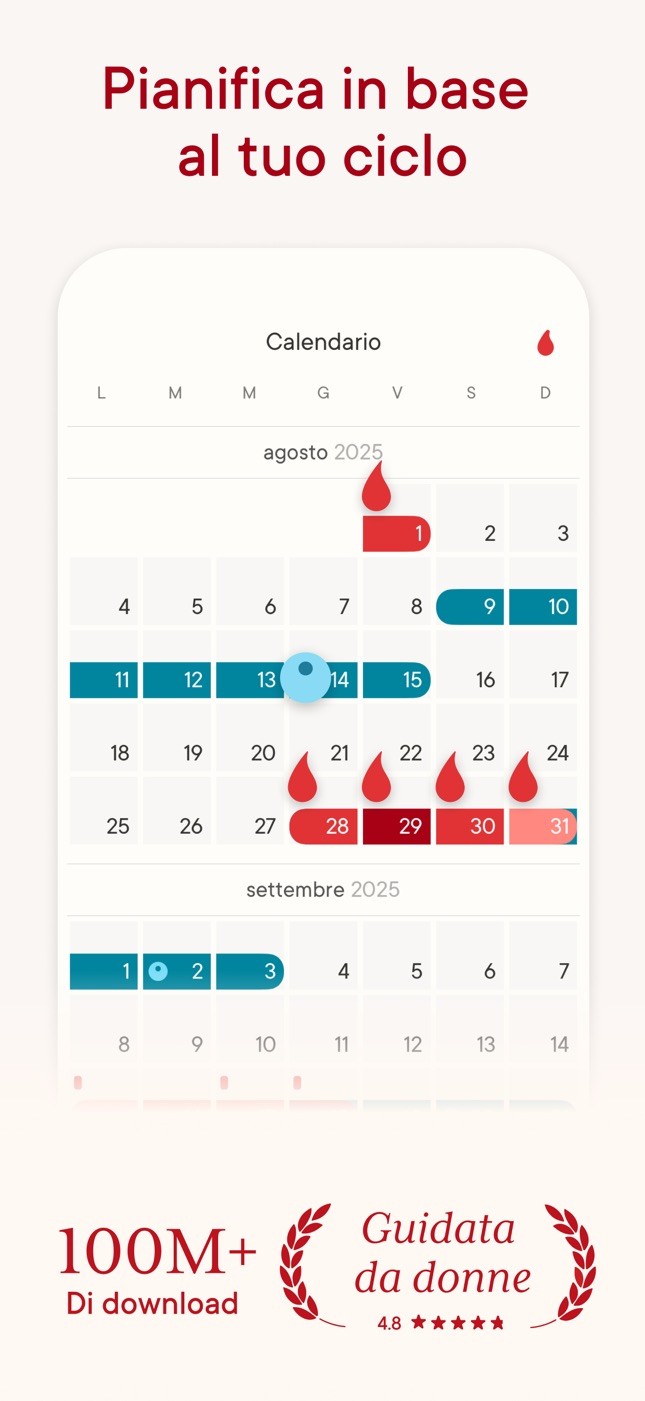 Pianifica in base
al tuo ciclo
Calendario
L M M G V S D
agosto 2025
1 2 3
4 5 6 7 8 9 10
11 12 13 14 15 16 17
18 19 20 21 22 23 24
25 26 27 28 29 30 31
settembre 2025
1 2 3 4 5 6 7
8 9 10 11 12 13 14
100M+
Di download
Guidata
da donne
4.8